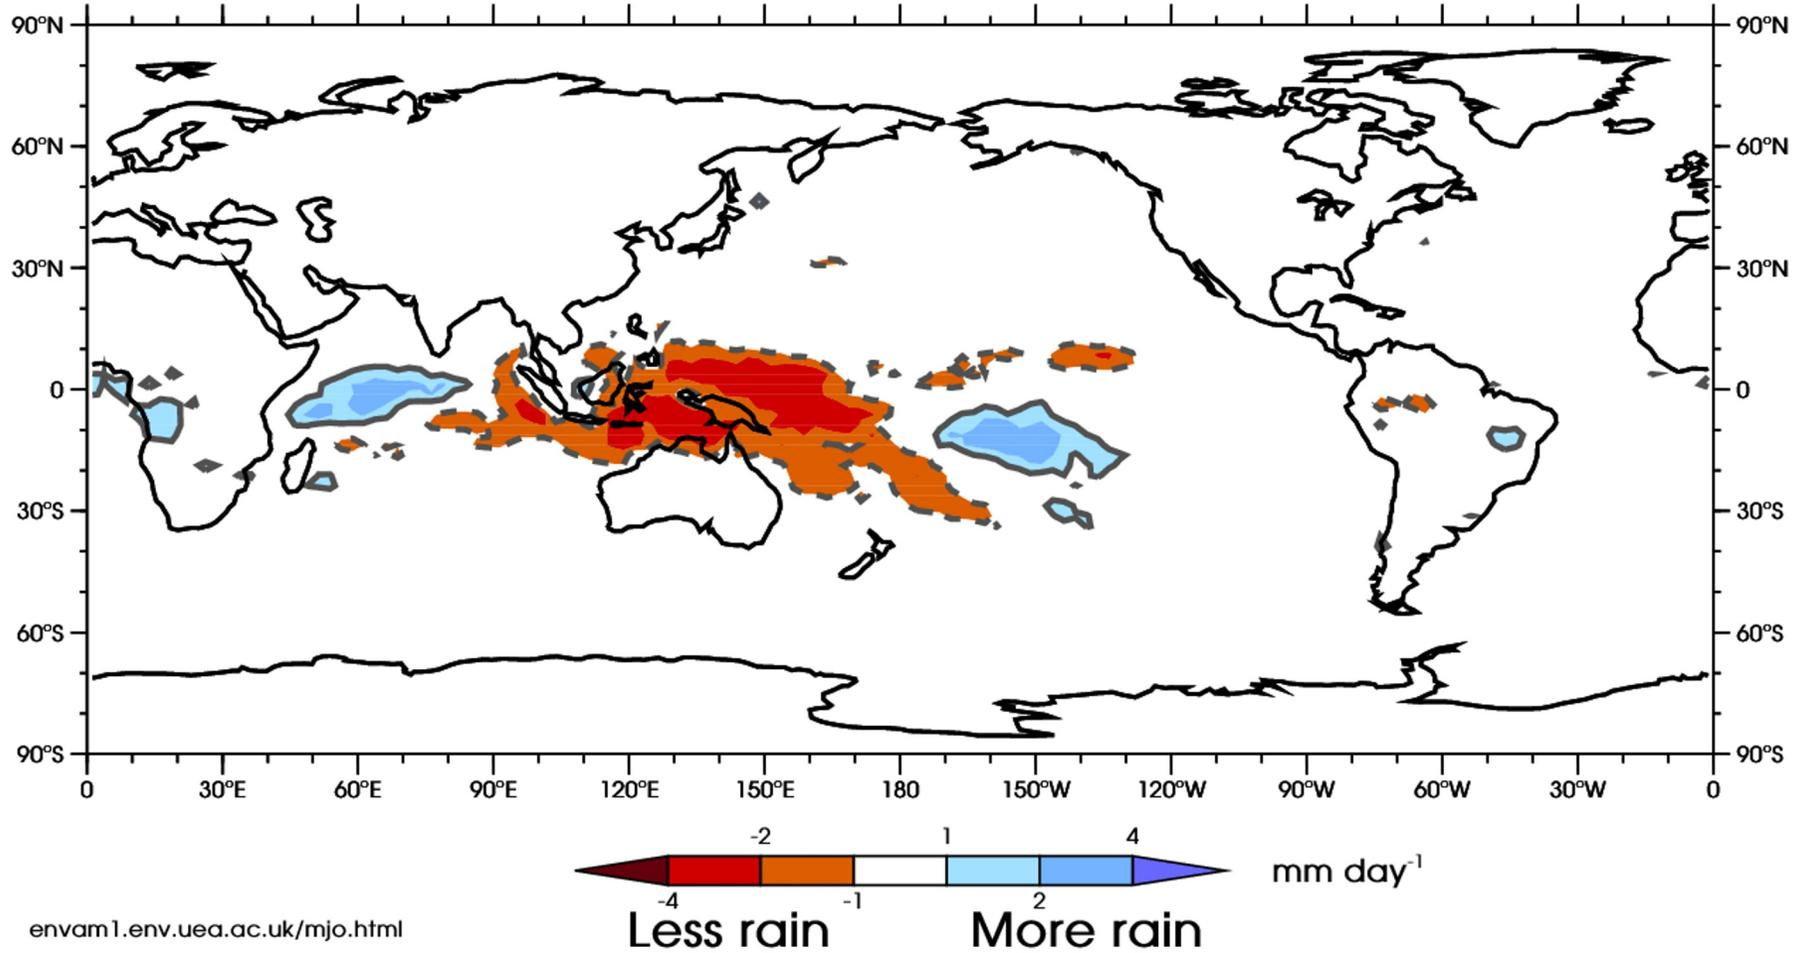 90°N 90°N
60°N 60°N
30°N 30°N
0 0
30°S 30°S
60°S 60°S
90°S 90°S
0 30°E 60°E 90°E 120°E 150°E 180 150°W 120°W 90°W 60°W 30°W 0
-2 1 4
mm day-1
-4 -1 2
Less rain More rain
envam1.env.uea.ac.uk/mjo.html